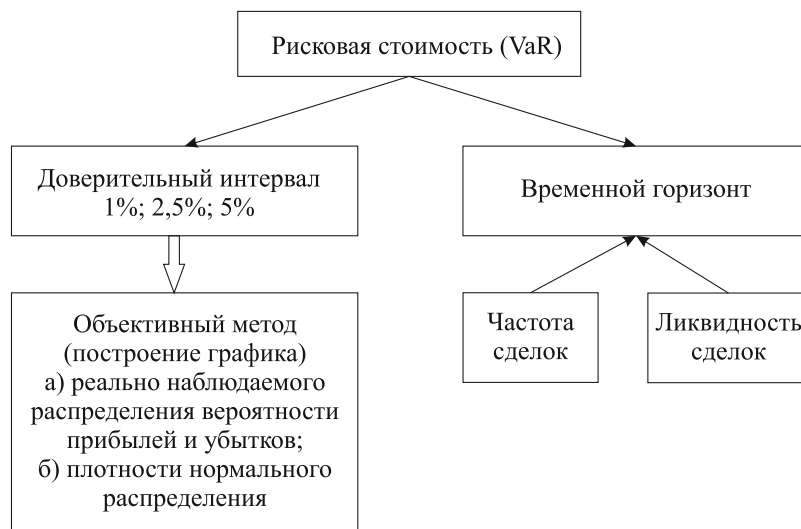 Рисковая стоимость (VaR)
Доверительный интервал
1%; 2,5%; 5%
Временной горизонт
Объективный метод
(построение графика)
а) реально наблюдаемого
распределения вероятности
прибылей и убытков;
б) плотности нормального
распределения
Частота
сделок
Ликвидность
сделок